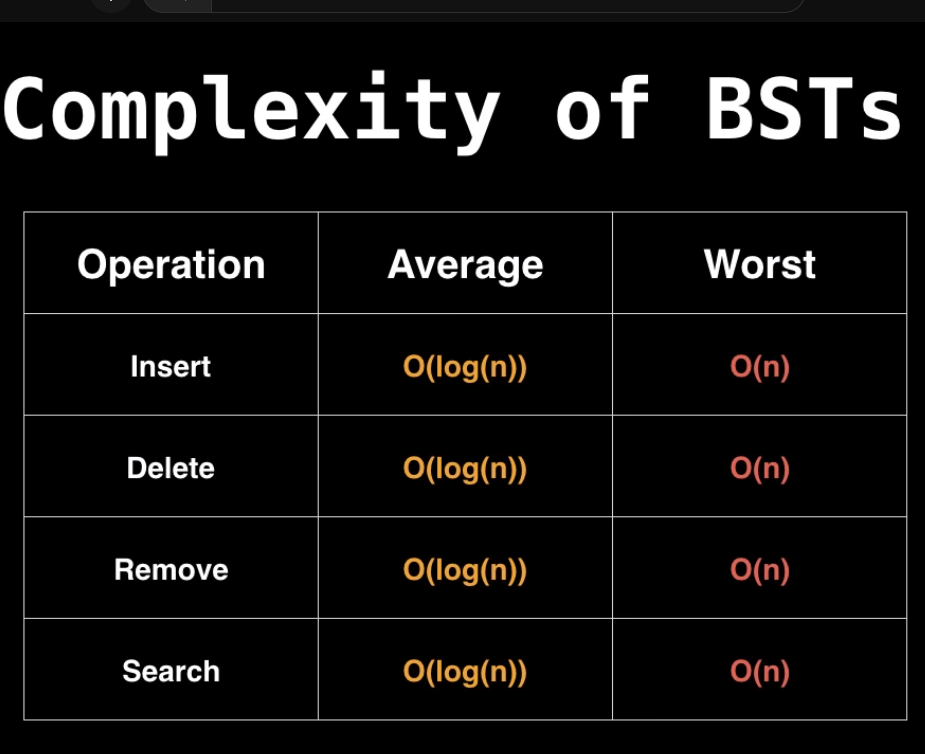 Complexity of BSTs
Operation Average Worst
Insert O(log(n)) O(n)
Delete O(log(n)) O(n)
Remove O(log(n)) O(n)
Search O(log(n)) O(n)